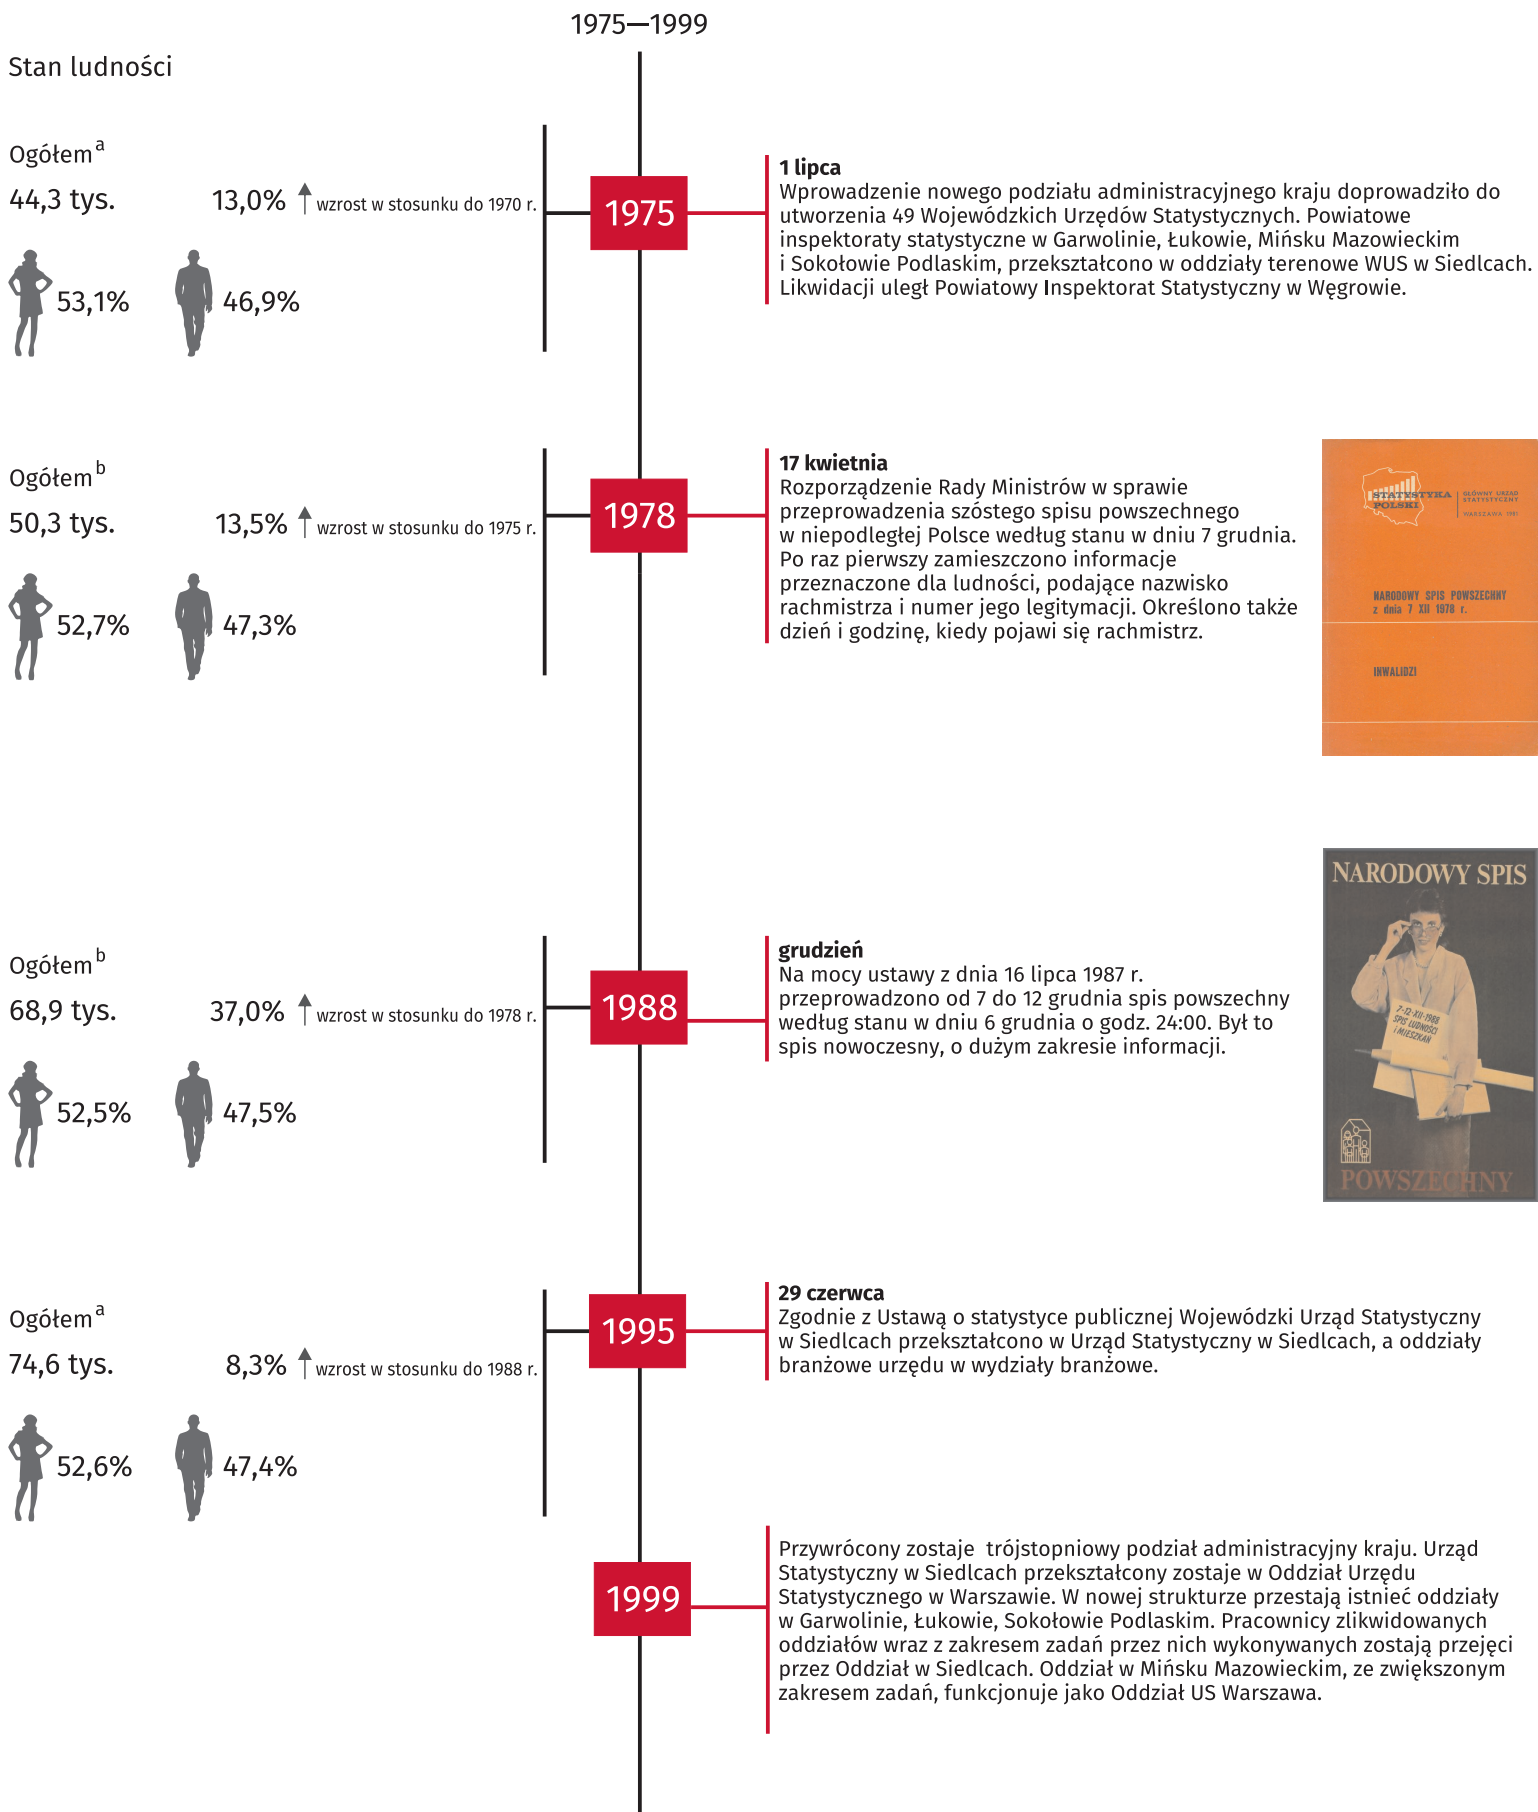 1975—1999
Stan ludności
Ogółem a
44,3 tys.
13,0%
wzrost w stosunku do 1970 r.
53,1%
46,9%
1975
1 lipca
Wprowadzenie nowego podziału administracyjnego kraju doprowadziło do
utworzenia 49 Wojewódzkich Urzędów Statystycznych. Powiatowe
inspektoraty statystyczne w Garwolinie, Łukowie, Mińsku Mazowieckim
i Sokołowie Podlaskim, przekształcono w oddziały terenowe WUS w Siedlcach.
Likwidacji uległ Powiatowy Inspektorat Statystyczny w Węgrowie.
Ogółem b
50,3 tys.
13,5%
wzrost w stosunku do 1975 r.
52,7%
47,3%
1978
17 kwietnia
Rozporządzenie Rady Ministrów w sprawie
przeprowadzenia szóstego spisu powszechnego
w niepodległej Polsce według stanu w dniu 7 grudnia.
Po raz pierwszy zamieszczono informacje
przeznaczone dla ludności, podające nazwisko
rachmistrza i numer jego legitymacji. Określono także
dzień i godzinę, kiedy pojawi się rachmistrz.
STATYSTYKA
POLSKI
GŁÓWNY URZĄD
STATYSTYCZNY
WARSZAWA 1981
NARODOWY SPIS POWSZECHNY
z dnia 7 XII 1978 r.
INWALIDZI
Ogółem b
68,9 tys.
37,0%
wzrost w stosunku do 1978 r.
52,5%
47,5%
1988
grudzień
Na mocy ustawy z dnia 16 lipca 1987 r.
przeprowadzono od 7 do 12 grudnia spis powszechny
według stanu w dniu 6 grudnia o godz. 24:00. Był to
spis nowoczesny, o dużym zakresie informacji.
NARODOWY SPIS
7-12-XII-1988
SPIS LUDNOŚCI
i MIESZKAŃ
POWSZECHNY
Ogółem a
74,6 tys.
8,3%
wzrost w stosunku do 1988 r.
52,6%
47,4%
1995
29 czerwca
Zgodnie z Ustawą o statystyce publicznej Wojewódzki Urząd Statystyczny
w Siedlcach przekształcono w Urząd Statystyczny w Siedlcach, a oddziały
branżowe urzędu w wydziały branżowe.
1999
Przywrócony zostaje trójstopniowy podział administracyjny kraju. Urząd
Statystyczny w Siedlcach przekształcony zostaje w Oddział Urzędu
Statystycznego w Warszawie. W nowej strukturze przestają istnieć oddziały
w Garwolinie, Łukowie, Sokołowie Podlaskim. Pracownicy zlikwidowanych
oddziałów wraz z zakresem zadań przez nich wykonywanych zostają przejęci
przez Oddział w Siedlcach. Oddział w Mińsku Mazowieckim, ze zwiększonym
zakresem zadań, funkcjonuje jako Oddział US Warszawa.